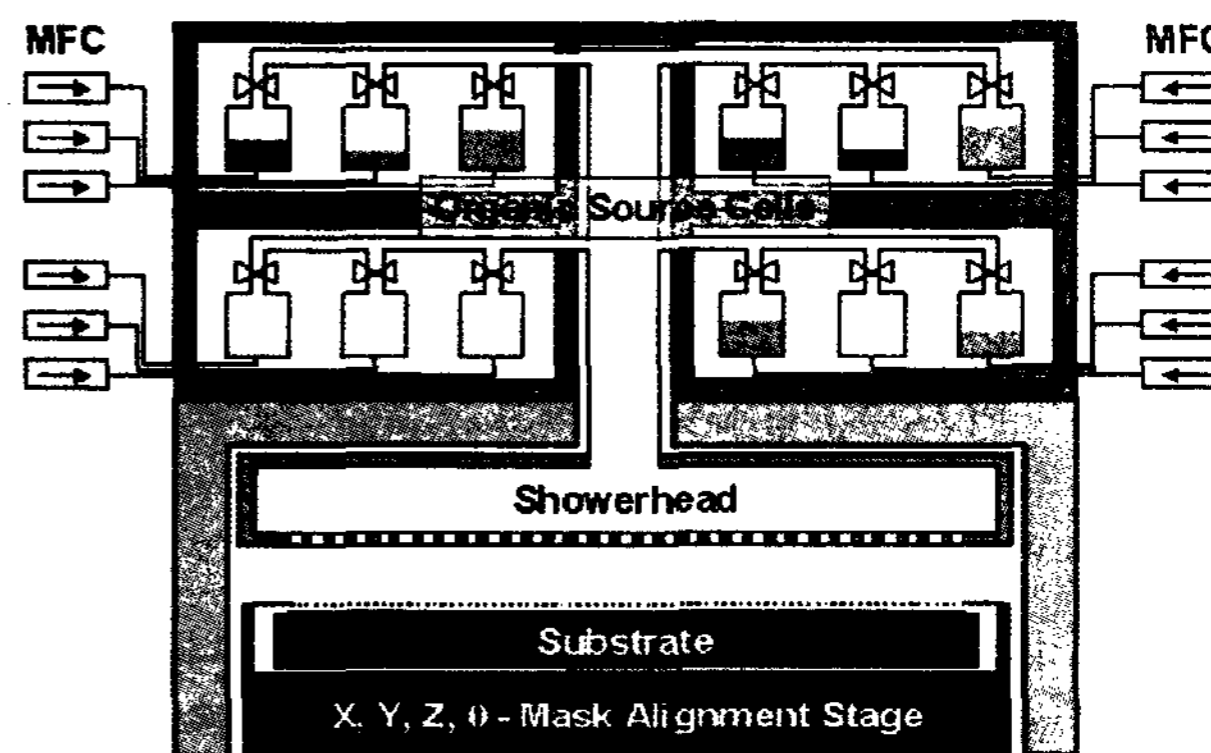 MFC
MFC
Organic Source Cells
Showerhead
Substrate
X, Y, Z, θ - Mask Alignment Stage